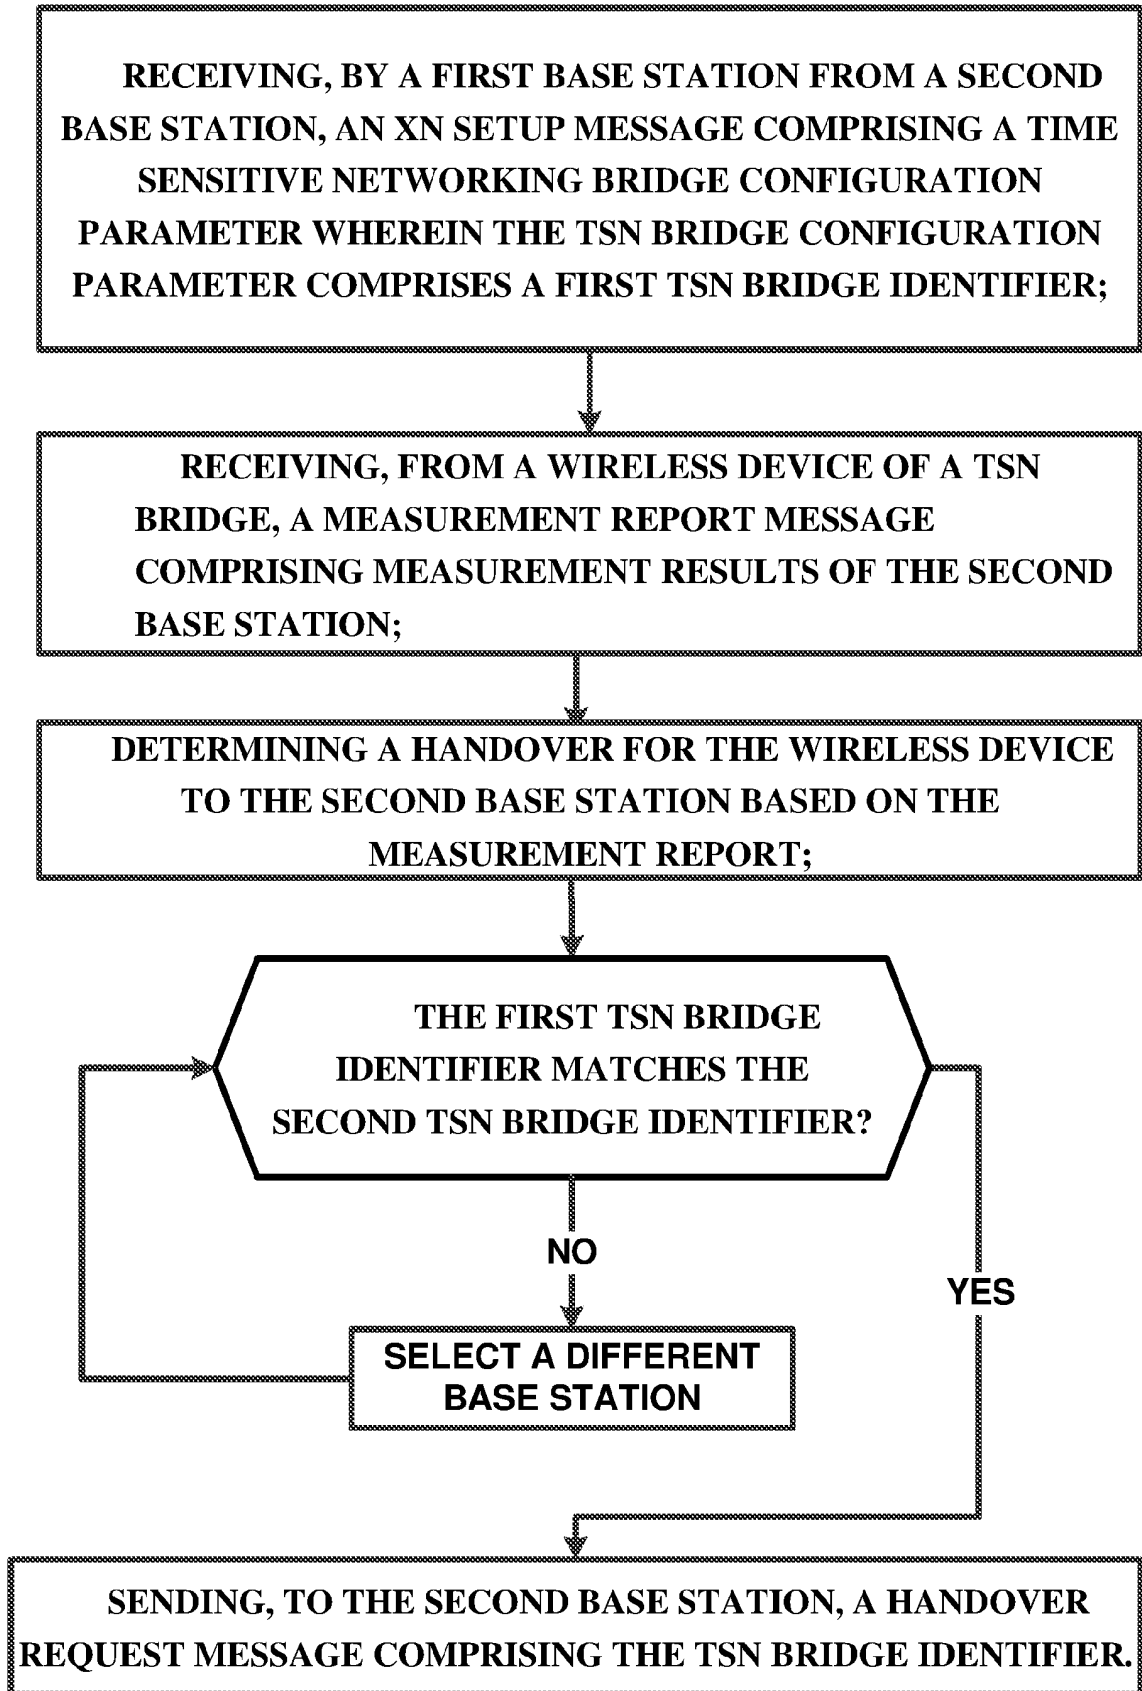 RECEIVING, BY A FIRST BASE STATION FROM A SECOND
BASE STATION, AN XN SETUP MESSAGE COMPRISING A TIME
SENSITIVE NETWORKING BRIDGE CONFIGURATION
PARAMETER WHEREIN THE TSN BRIDGE CONFIGURATION
PARAMETER COMPRISES A FIRST TSN BRIDGE IDENTIFIER;
RECEIVING, FROM A WIRELESS DEVICE OF A TSN
BRIDGE, A MEASUREMENT REPORT MESSAGE
COMPRISING MEASUREMENT RESULTS OF THE SECOND
BASE STATION;
DETERMINING A HANDOVER FOR THE WIRELESS DEVICE
TO THE SECOND BASE STATION BASED ON THE
MEASUREMENT REPORT;
THE FIRST TSN BRIDGE
IDENTIFIER MATCHES THE
SECOND TSN BRIDGE IDENTIFIER?
NO
YES
SELECT A DIFFERENT
BASE STATION
SENDING, TO THE SECOND BASE STATION, A HANDOVER
REQUEST MESSAGE COMPRISING THE TSN BRIDGE IDENTIFIER.